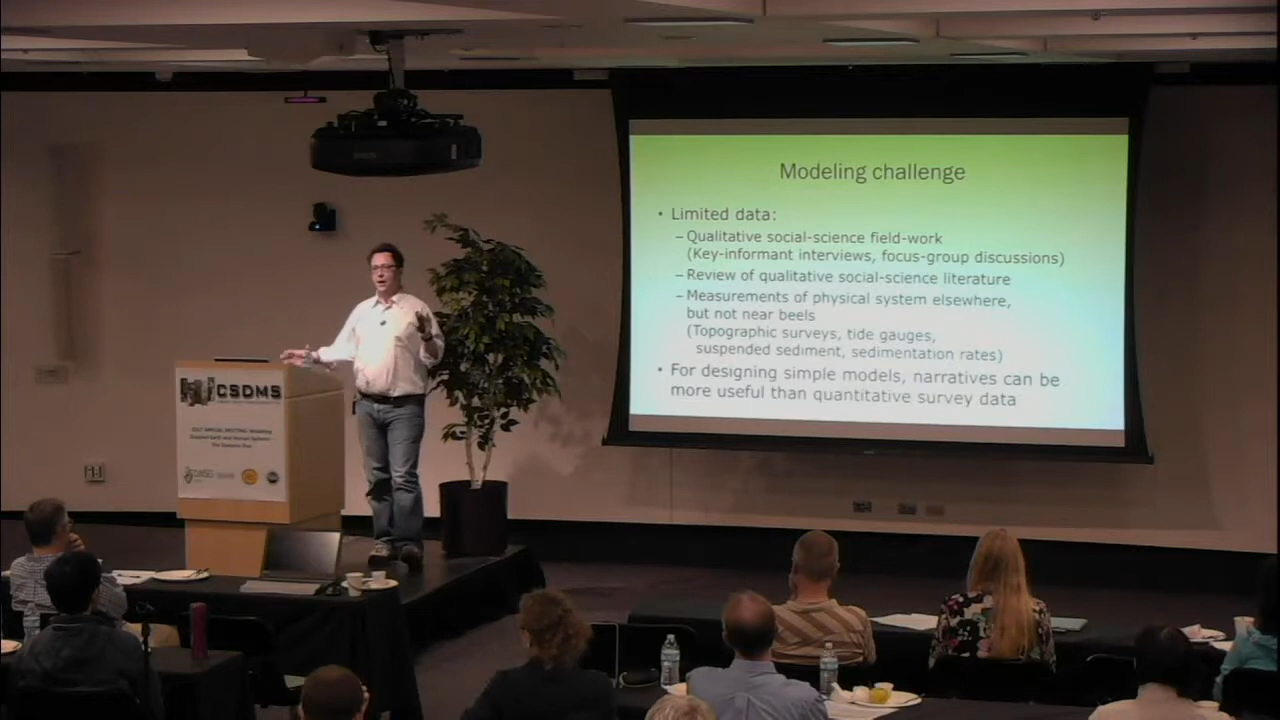 Modeling challenge
• Limited data:
– Qualitative social-science field-work
(Key-informant interviews, focus-group discussions)
– Review of qualitative social-science literature
– Measurements of physical system elsewhere,
but not near beels
(Topographic surveys, tide gauges,
suspended sediment, sedimentation rates)
• For designing simple models, narratives can be
more useful than quantitative survey data
CSDMS